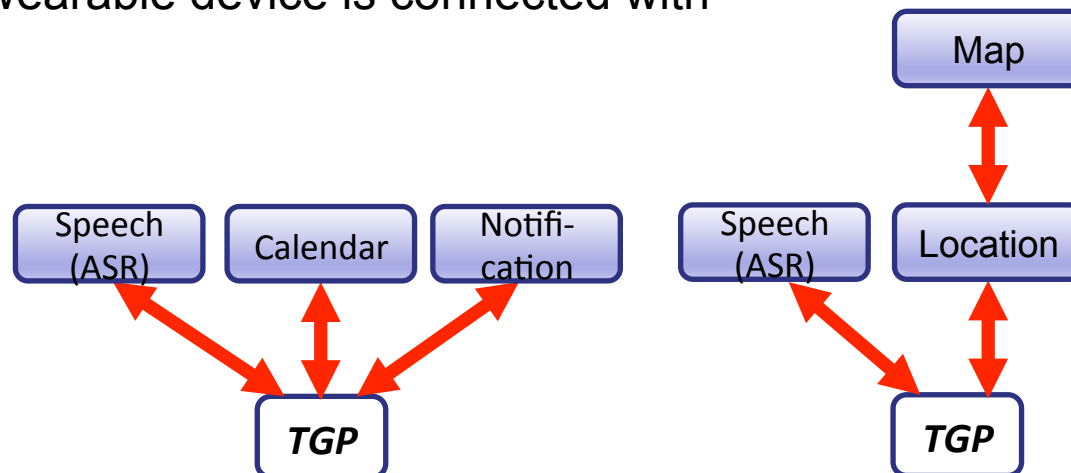 wearable device is connected with
Map
Speech
(ASR)
Calendar
Notifi-
cation
Speech
(ASR)
Location
TGP
TGP